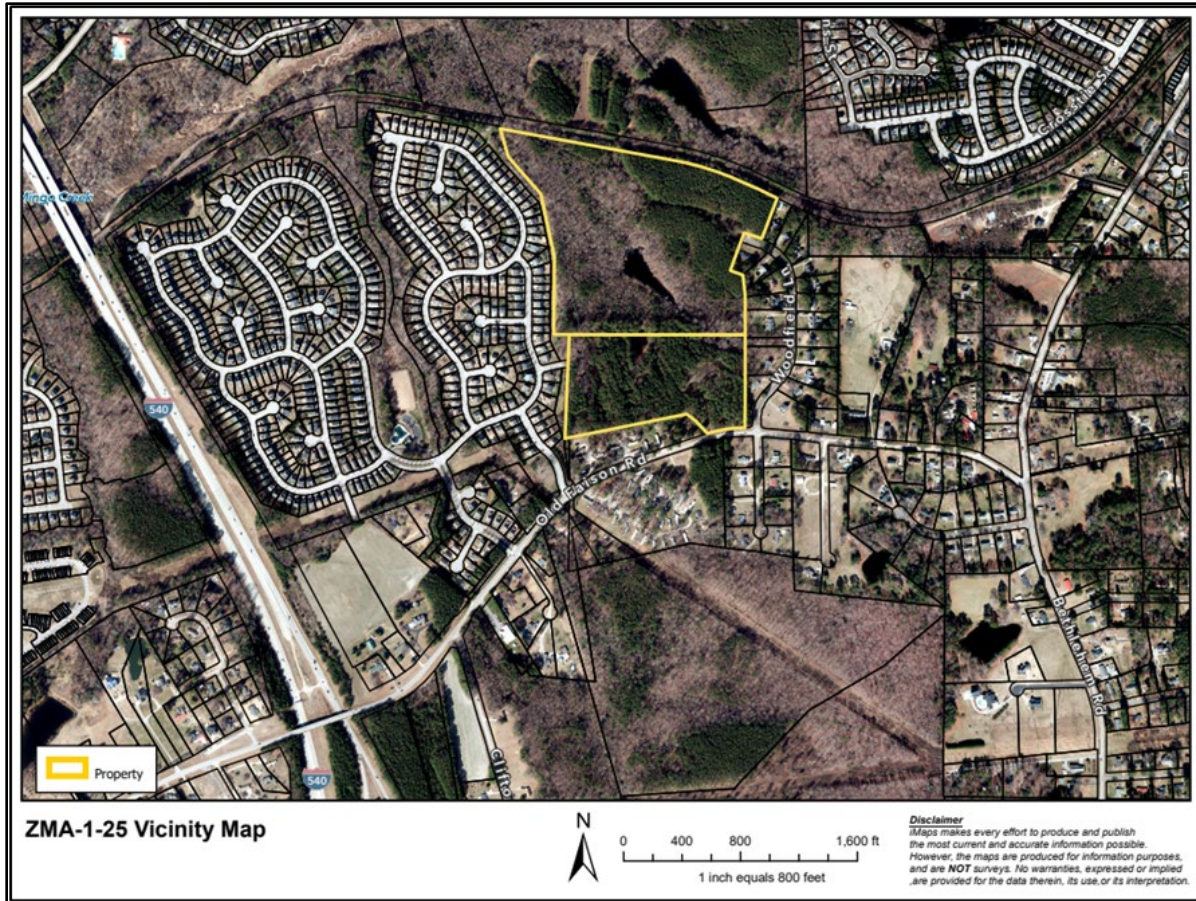 Crossfis S
Mingo Creek
Woodfield Ln
540
Old Faison Rd
Bethlehem Rd
Cliffo
540
Property
ZMA-1-25 Vicinity Map
N
0 400 800 1,600 ft
1 inch equals 800 feet
Disclaimer
iMaps makes every effort to produce and publish
the most current and accurate information possible.
However, the maps are produced for information purposes,
and are NOT surveys. No warranties, expressed or implied
,are provided for the data therein, its use,or its interpretation.